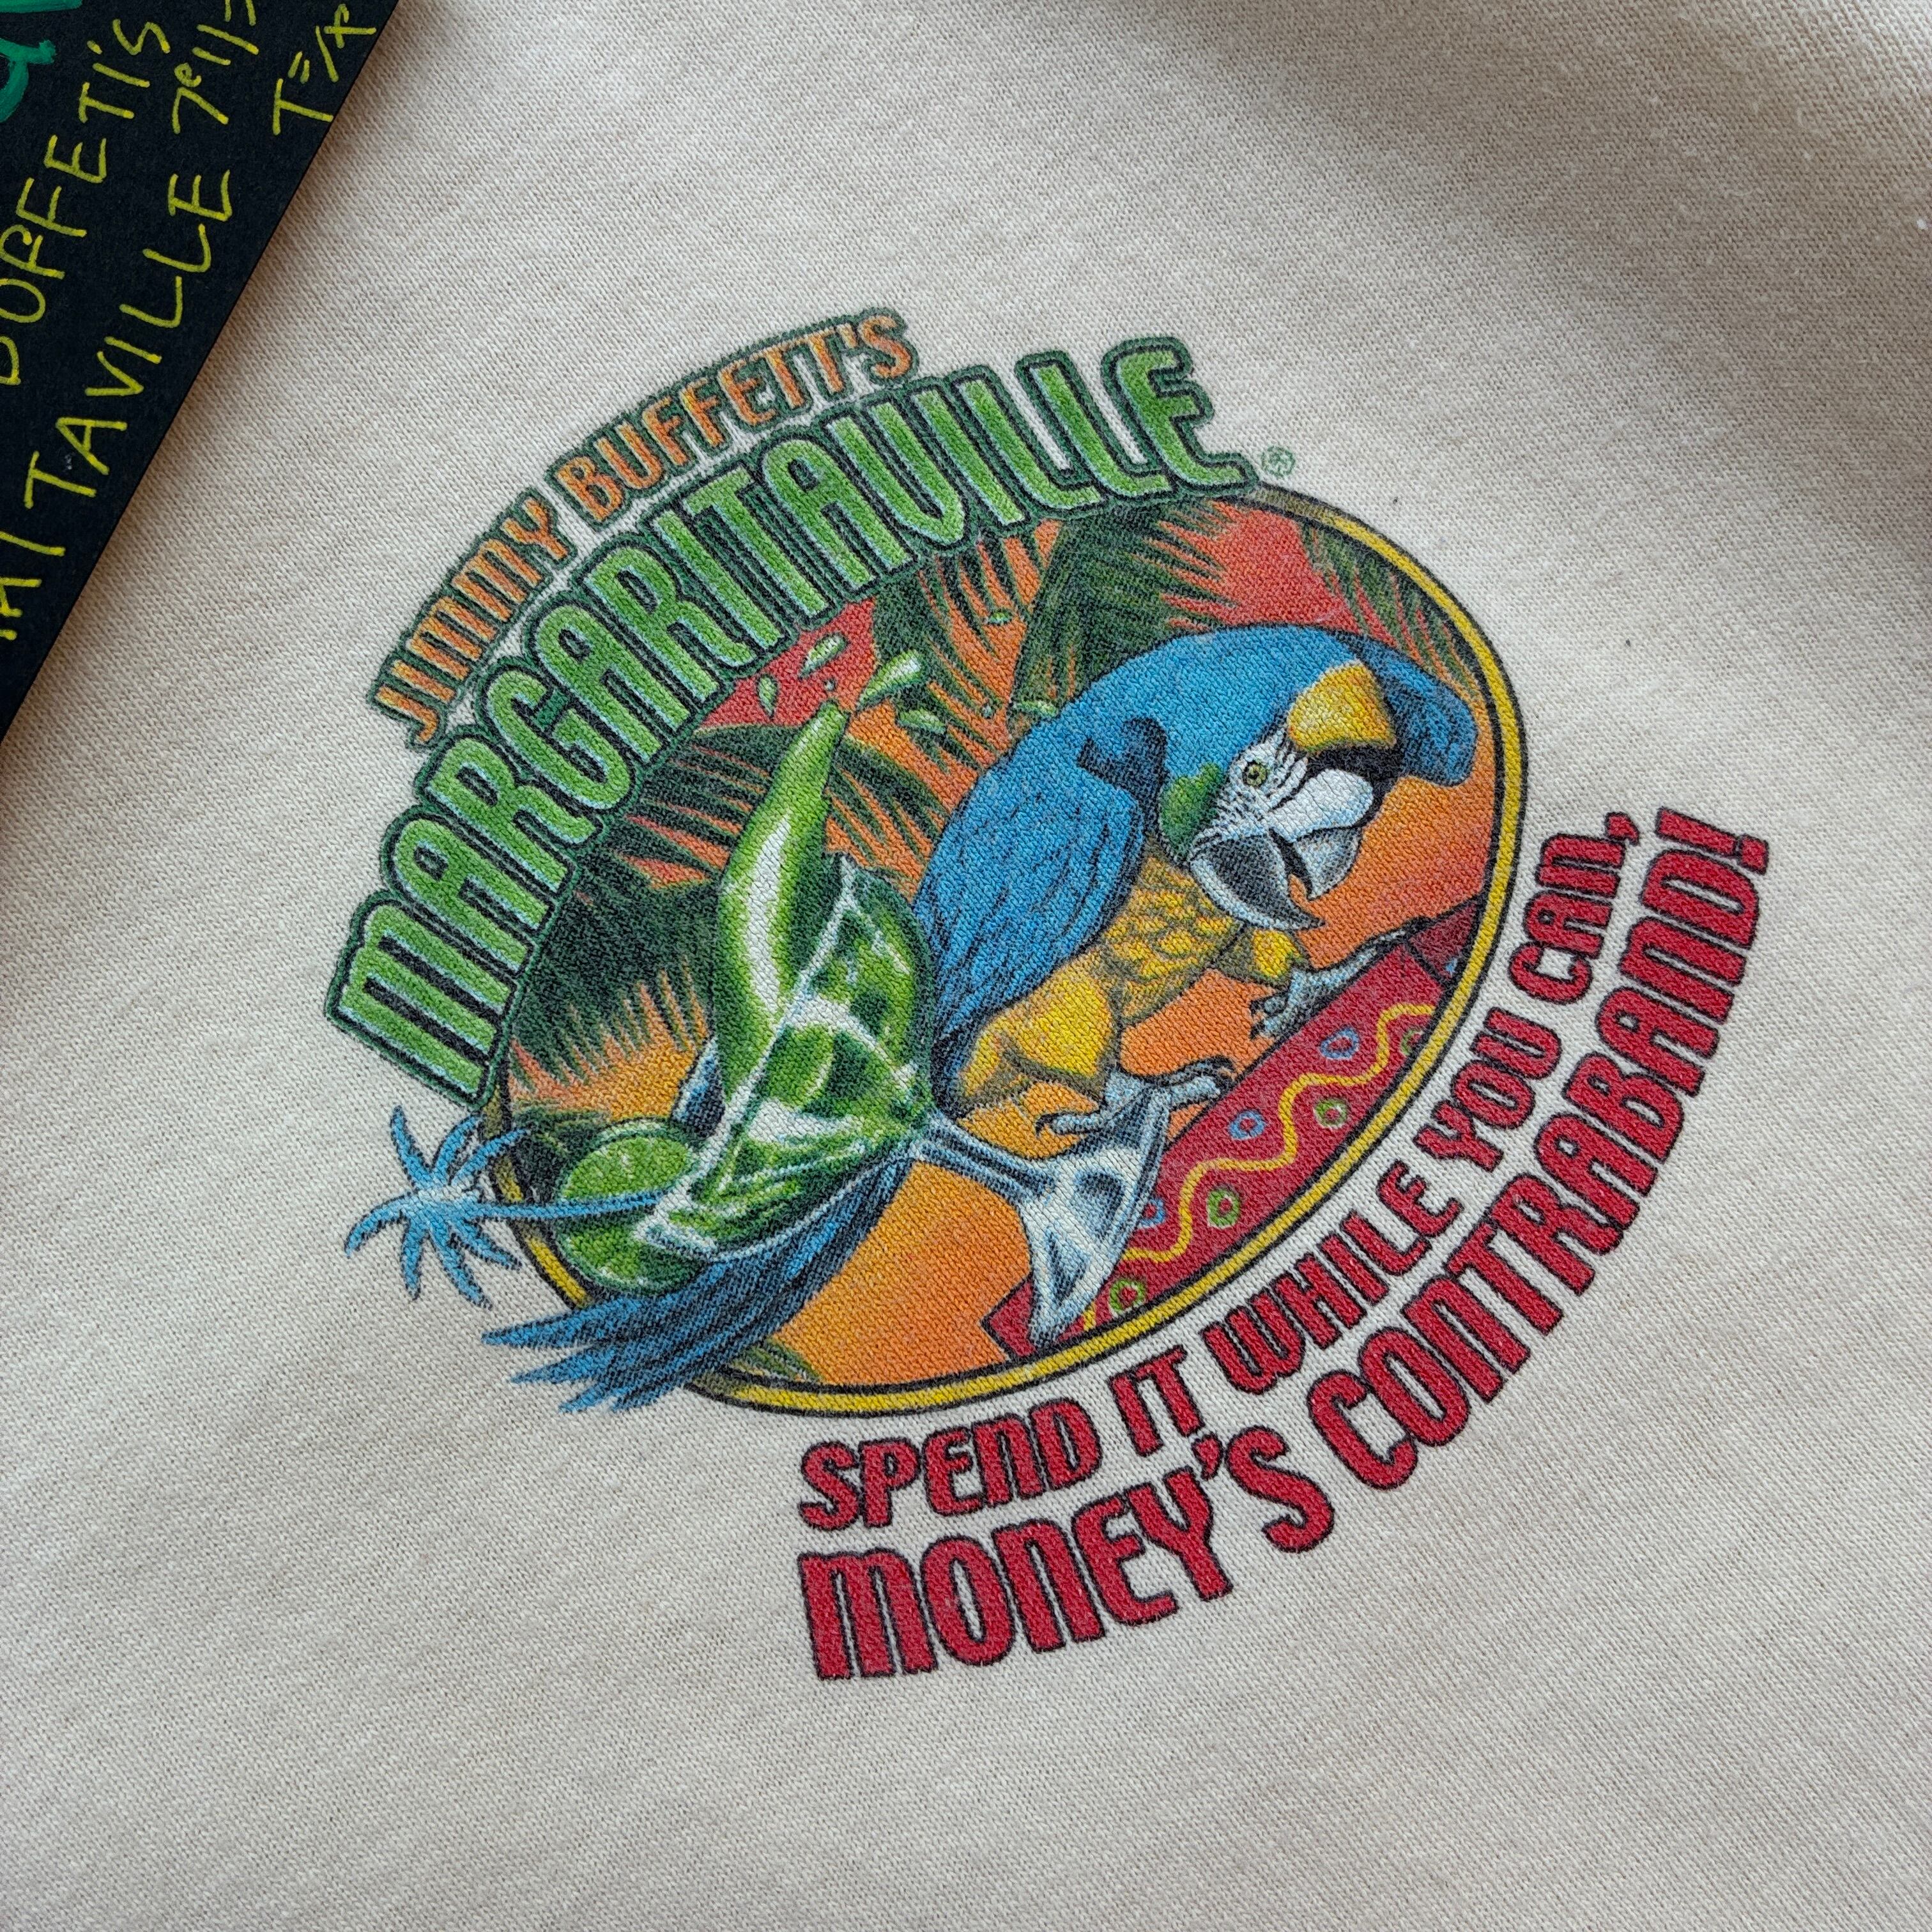 BUFFETT'S
TAVILLE
JIMMY BUFFETT'S
MARGARITAVILLE®
SPEND IT WHILE YOU CAN,
MONEY'S CONTRABAND!